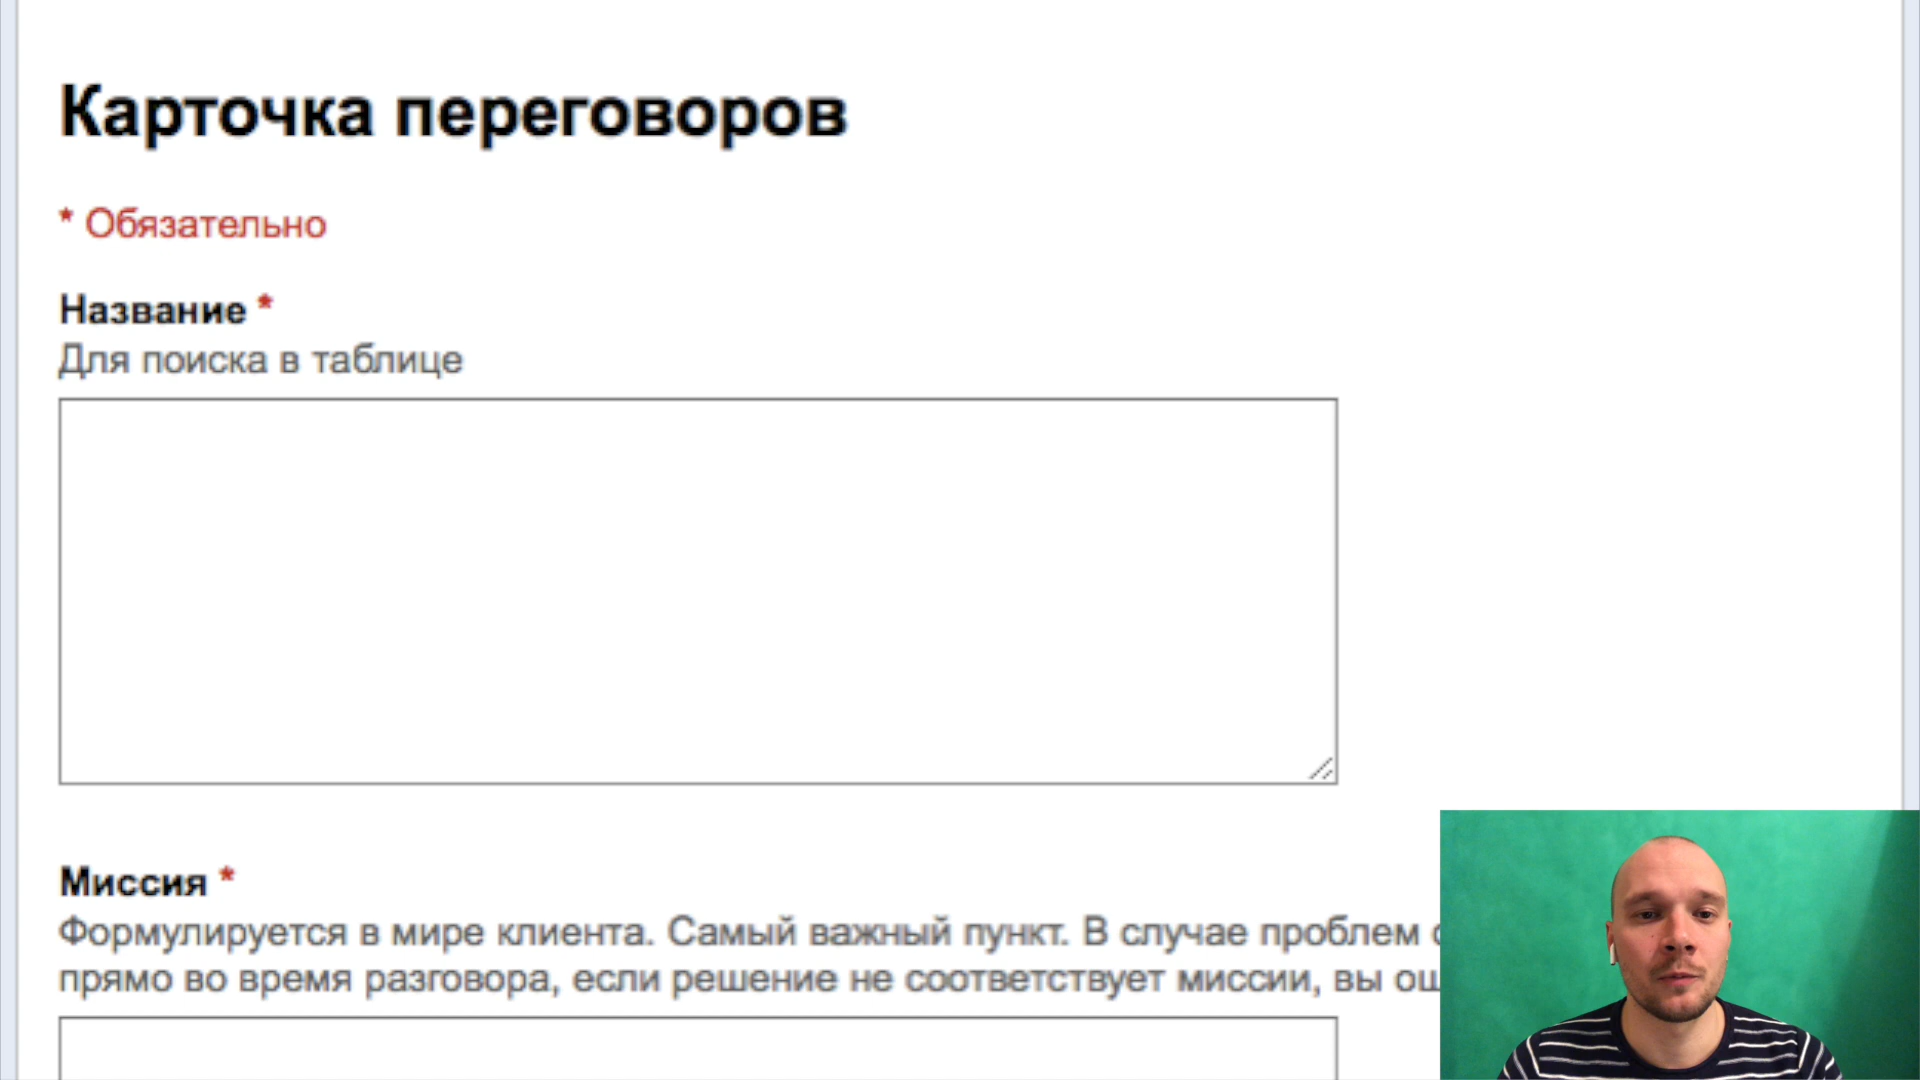 Карточка переговоров
* Обязательно
Название *
Для поиска в таблице
Миссия *
Формулируется в мире клиента. Самый важный пункт. В случае проблем
прямо во время разговора, если решение не соответствует миссии, вы